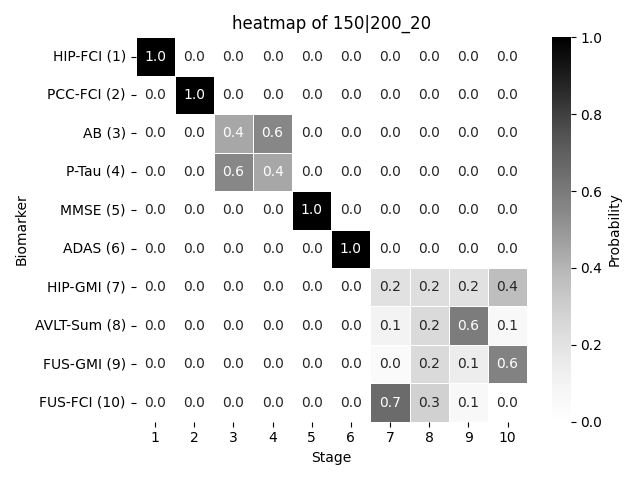 heatmap of 150|200_20
HIP-FCI (1) 1.0 0.0 0.0 0.0 0.0 0.0 0.0 0.0 0.0 0.0
PCC-FCI (2) 0.0 1.0 0.0 0.0 0.0 0.0 0.0 0.0 0.0 0.0
AB (3) 0.0 0.0 0.4 0.6 0.0 0.0 0.0 0.0 0.0 0.0
P-Tau (4) 0.0 0.0 0.6 0.4 0.0 0.0 0.0 0.0 0.0 0.0
MMSE (5) 0.0 0.0 0.0 0.0 1.0 0.0 0.0 0.0 0.0 0.0
ADAS (6) 0.0 0.0 0.0 0.0 0.0 1.0 0.0 0.0 0.0 0.0
HIP-GMI (7) 0.0 0.0 0.0 0.0 0.0 0.0 0.2 0.2 0.2 0.4
AVLT-Sum (8) 0.0 0.0 0.0 0.0 0.0 0.0 0.1 0.2 0.6 0.1
FUS-GMI (9) 0.0 0.0 0.0 0.0 0.0 0.0 0.0 0.2 0.1 0.6
FUS-FCI (10) 0.0 0.0 0.0 0.0 0.0 0.0 0.7 0.3 0.1 0.0
1 2 3 4 5 6 7 8 9 10
Stage
Biomarker
1.0
0.8
0.6
0.4
0.2
0.0
Probability